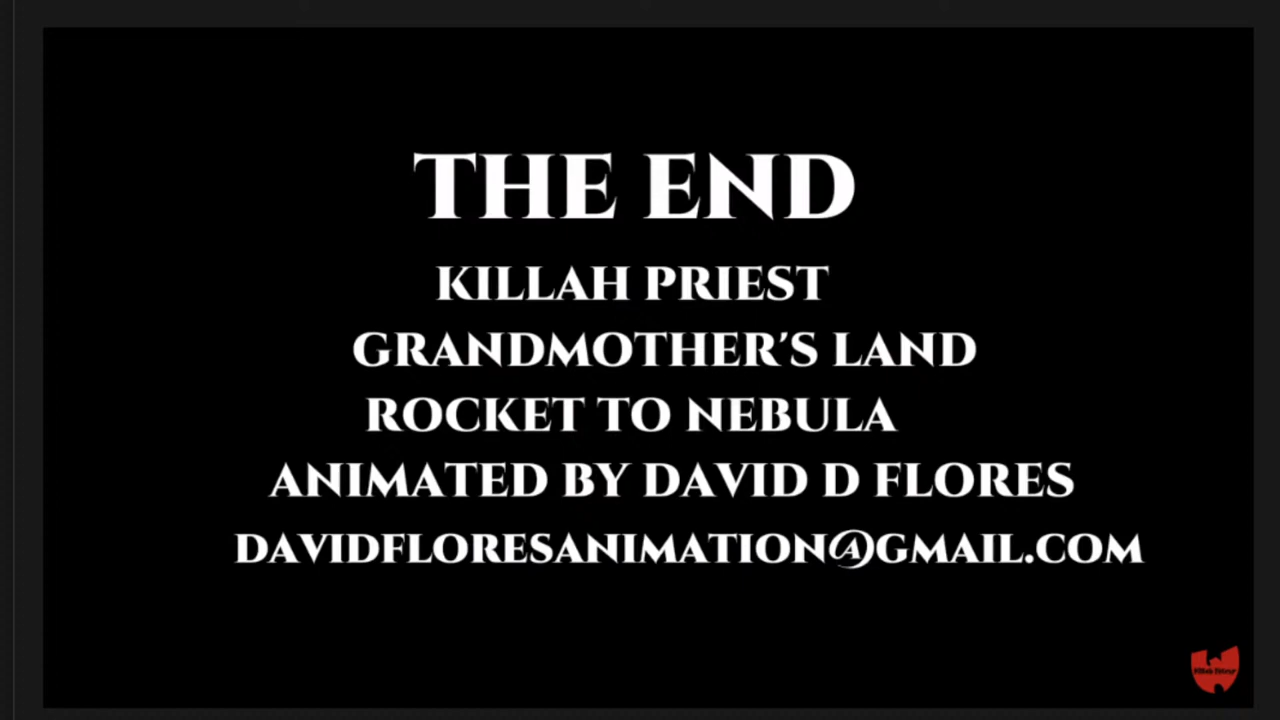 THE END
KILLAH PRIEST
GRANDMOTHER'S LAND
ROCKET TO NEBULA
ANIMATED BY DAVID D FLORES
DAVIDFLORESANIMATION@GMAIL.COM